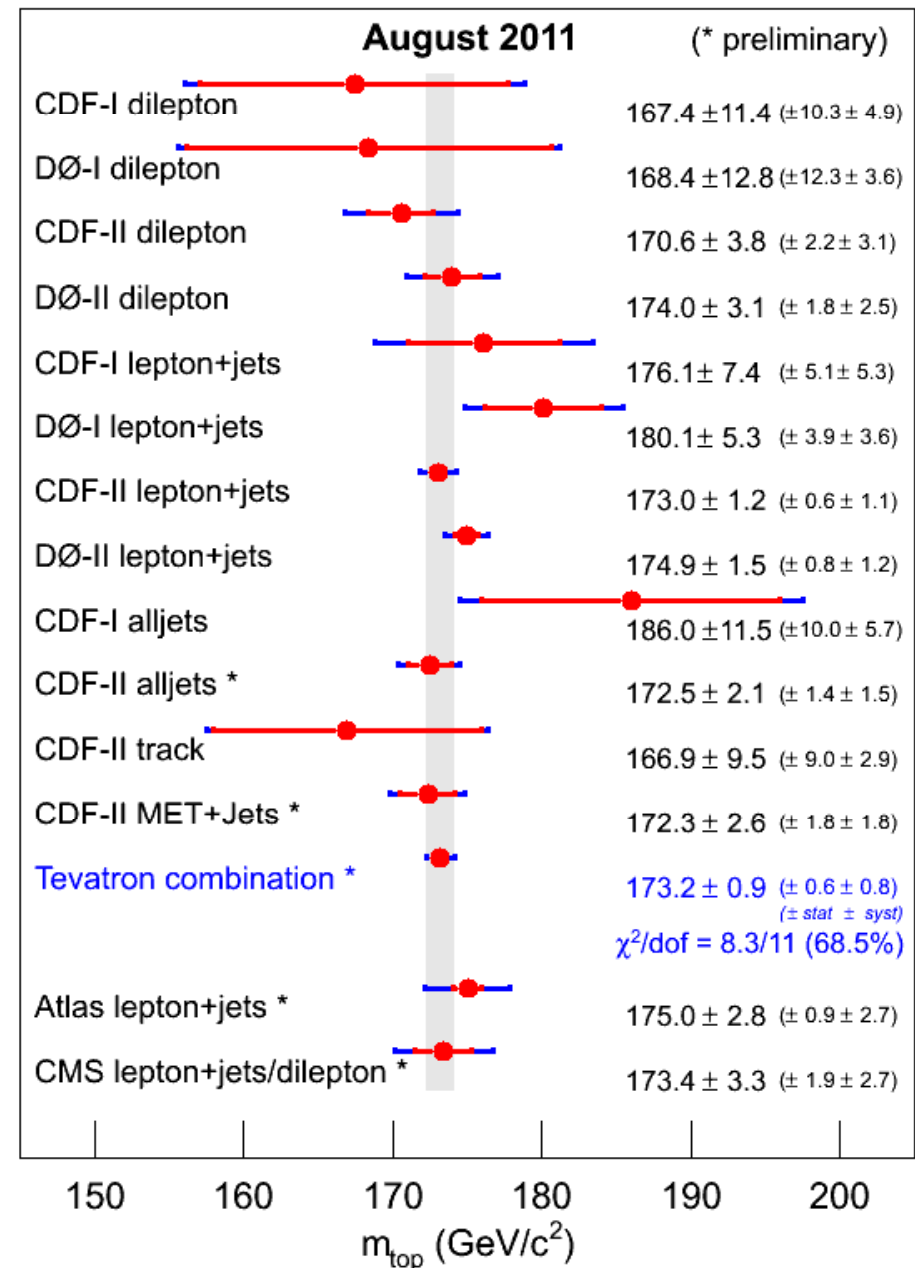 August 2011 (* preliminary)
CDF-I dilepton 167.4 ±11.4 (±10.3 ± 4.9)
DØ-I dilepton 168.4 ±12.8 (±12.3 ± 3.6)
CDF-II dilepton 170.6 ± 3.8 (± 2.2 ± 3.1)
DØ-II dilepton 174.0 ± 3.1 (± 1.8 ± 2.5)
CDF-I lepton+jets 176.1 ± 7.4 (± 5.1 ± 5.3)
DØ-I lepton+jets 180.1 ± 5.3 (± 3.9 ± 3.6)
CDF-II lepton+jets 173.0 ± 1.2 (± 0.6 ± 1.1)
DØ-II lepton+jets 174.9 ± 1.5 (± 0.8 ± 1.2)
CDF-I alljets 186.0 ±11.5 (±10.0 ± 5.7)
CDF-II alljets * 172.5 ± 2.1 (± 1.4 ± 1.5)
CDF-II track 166.9 ± 9.5 (± 9.0 ± 2.9)
CDF-II MET+Jets * 172.3 ± 2.6 (± 1.8 ± 1.8)
Tevatron combination * 173.2 ± 0.9 (± 0.6 ± 0.8)
(± stat ± syst)
χ²/dof = 8.3/11 (68.5%)
Atlas lepton+jets * 175.0 ± 2.8 (± 0.9 ± 2.7)
CMS lepton+jets/dilepton * 173.4 ± 3.3 (± 1.9 ± 2.7)
150 160 170 180 190 200
m_top (GeV/c²)